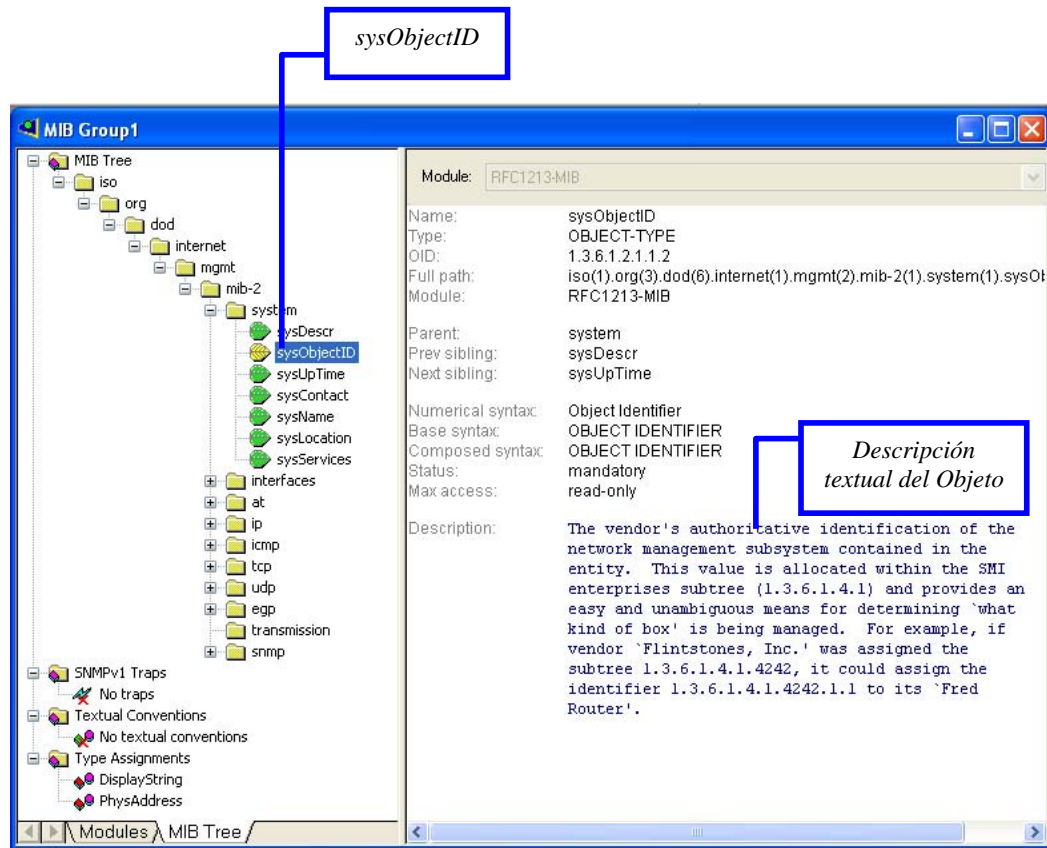 sysObjectID
MIB Group1
MIB Tree
iso
org
dod
internet
mgmt
mib-2
system
sysDescr
sysObjectID
sysUpTime
sysContact
sysName
sysLocation
sysServices
interfaces
at
ip
icmp
tcp
udp
egp
transmission
snmp
SNMPv1 Traps
No traps
Textual Conventions
No textual conventions
Type Assignments
DisplayString
PhysAddress
Modules MIB Tree
Module: RFC1213-MIB
Name: sysObjectID
Type: OBJECT-TYPE
OID: 1.3.6.1.2.1.1.2
Full path: iso(1).org(3).dod(6).internet(1).mgmt(2).mib-2(1).system(1).sysOb
Module: RFC1213-MIB
Parent: system
Prev sibling: sysDescr
Next sibling: sysUpTime
Numerical syntax: Object Identifier
Base syntax: OBJECT IDENTIFIER
Composed syntax: OBJECT IDENTIFIER
Status: mandatory
Max access: read-only
Descripción
textual del Objeto
Description: The vendor's authoritative identification of the
network management subsystem contained in the
entity. This value is allocated within the SMI
enterprises subtree (1.3.6.1.4.1) and provides an
easy and unambiguous means for determining `what
kind of box' is being managed. For example, if
vendor `Flintstones, Inc.' was assigned the
subtree 1.3.6.1.4.1.4242, it could assign the
identifier 1.3.6.1.4.1.4242.1.1 to its `Fred
Router'.